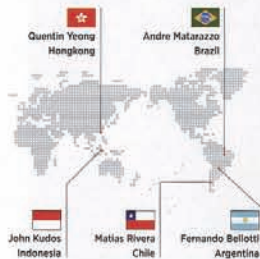 Quentin Yeong
Hongkong
Andre Matarazzo
Brazil
John Kudos
Indonesia
Matias Rivera
Chile
Fernando Bellotti
Argentina